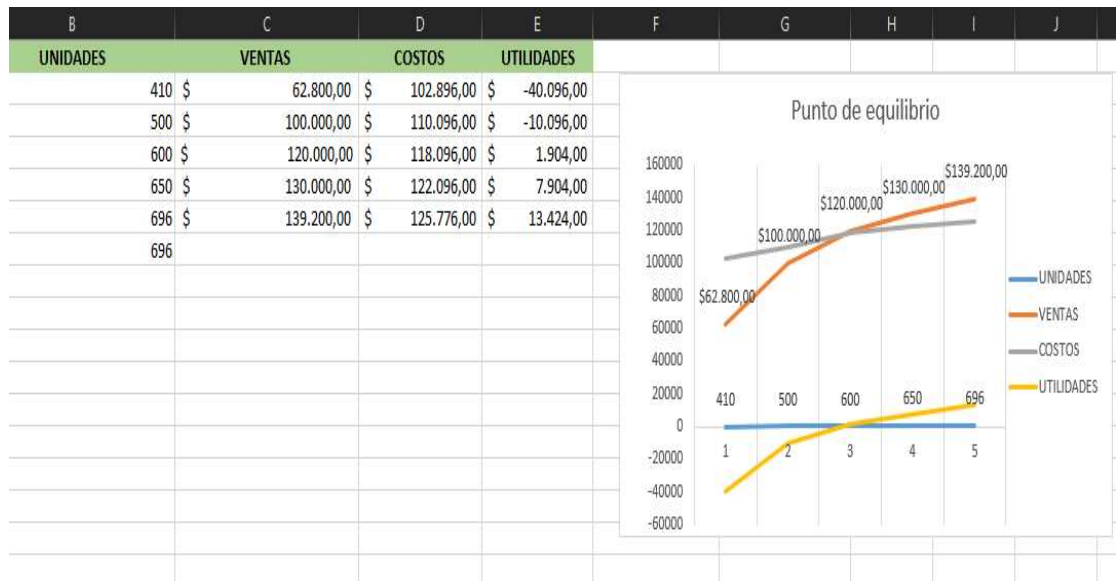 B C D E F G H I J
UNIDADES VENTAS COSTOS UTILIDADES
410 $ 62.800,00 $ 102.896,00 $ -40.096,00
500 $ 100.000,00 $ 110.096,00 $ -10.096,00
600 $ 120.000,00 $ 118.096,00 $ 1.904,00
650 $ 130.000,00 $ 122.096,00 $ 7.904,00
696 $ 139.200,00 $ 125.776,00 $ 13.424,00
696
Punto de equilibrio
160000
140000
120000
100000
80000
60000
40000
20000
0
-20000
-40000
-60000
$62.800,00
$100.000,00
$120.000,00
$130.000,00
$139.200,00
410 500 600 650 696
1 2 3 4 5
UNIDADES
VENTAS
COSTOS
UTILIDADES